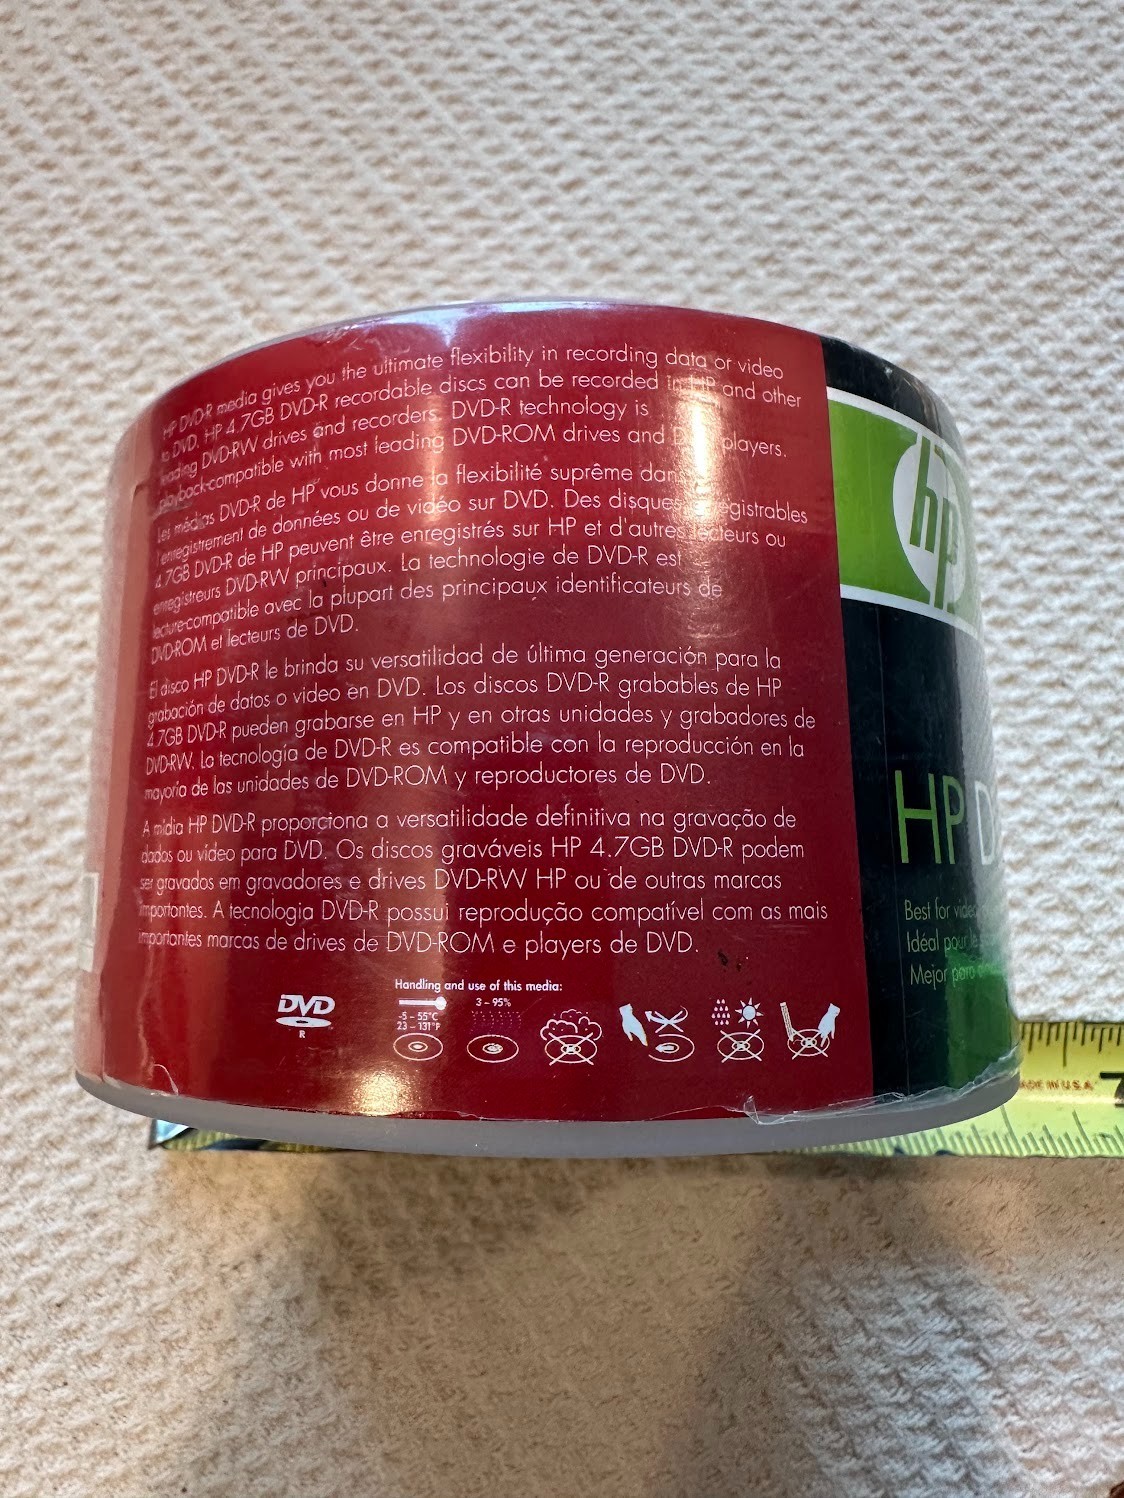 HP DVD-R media gives you the ultimate flexibility in recording data or video
to DVD. HP 4.7GB DVD-R recordable discs can be recorded in HP and other
leading DVD-RW drives and recorders. DVD-R technology is
playback-compatible with most leading DVD-ROM drives and players.
Les médias DVD-R de HP vous donne la flexibilité suprême dans
l'enregistrement de données ou de vidéo sur DVD. Des disques enregistrables
4.7GB DVD-R de HP peuvent être enregistrés sur HP et d'autres lecteurs ou
enregistreurs DVD-RW principaux. La technologie de DVD-R est
lecture-compatible avec la plupart des principaux identificateurs de
DVD-ROM et lecteurs de DVD.
El disco HP DVD-R le brinda su versatilidad de última generación para la
grabación de datos o video en DVD. Los discos DVD-R grabables de HP
4.7GB DVD-R pueden grabarse en HP y en otras unidades y grabadores de
DVD-RW. La tecnología de DVD-R es compatible con la reproducción en la
mayoría de las unidades de DVD-ROM y reproductores de DVD.
A mídia HP DVD-R proporciona a versatilidade definitiva na gravação de
dados ou vídeo para DVD. Os discos graváveis HP 4.7GB DVD-R podem
ser gravados em gravadores e drives DVD-RW HP ou de outras marcas
importantes. A tecnologia DVD-R possui reprodução compatível com as mais
importantes marcas de drives de DVD-ROM e players de DVD.
Handling and use of this media:
DVD
R
-5 – 55°C
23 – 131°F
3 – 95%
hp
HP
Best for video
Idéal pour le
Mejor para
MADE IN U.S.A.
7